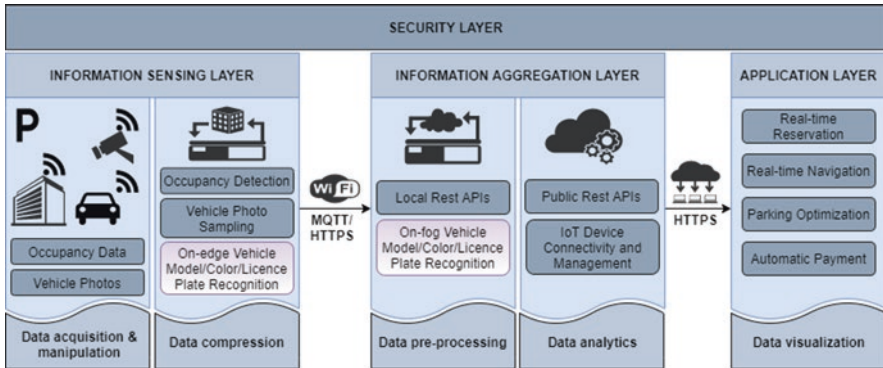 SECURITY LAYER
INFORMATION SENSING LAYER
P
Occupancy Data
Vehicle Photos
Data acquisition &
manipulation
Occupancy Detection
Vehicle Photo
Sampling
On-edge Vehicle
Model/Color/Licence
Plate Recognition
Data compression
WiFi
MQTT/
HTTPS
INFORMATION AGGREGATION LAYER
Local Rest APIs
On-fog Vehicle
Model/Color/Licence
Plate Recognition
Data pre-processing
Public Rest APIs
IoT Device
Connectivity and
Management
Data analytics
HTTPS
APPLICATION LAYER
Real-time
Reservation
Real-time Navigation
Parking Optimization
Automatic Payment
Data visualization